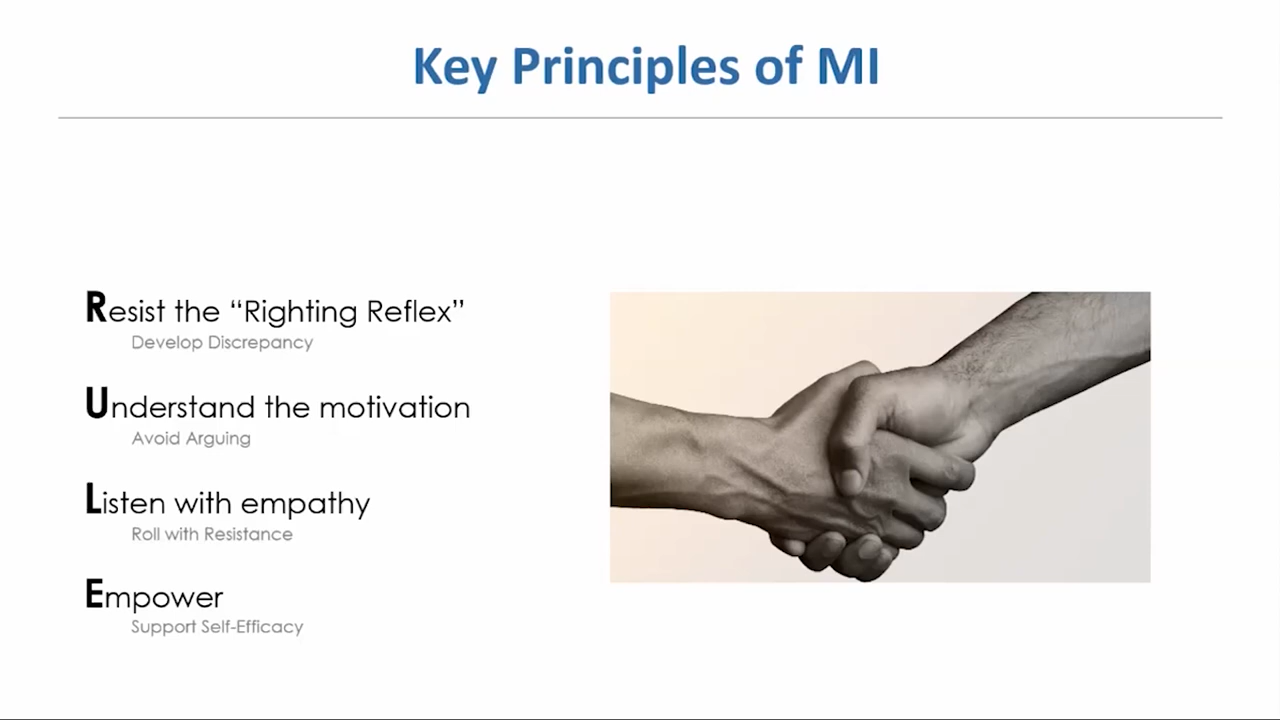 Key Principles of MI
Resist the “Righting Reflex”
Develop Discrepancy
Understand the motivation
Avoid Arguing
Listen with empathy
Roll with Resistance
Empower
Support Self-Efficacy